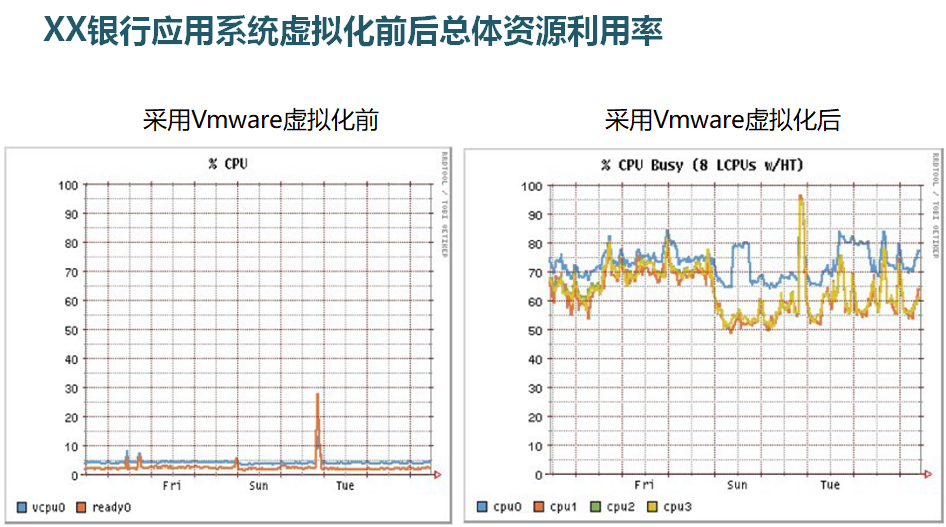 XX银行应用系统虚拟化前后总体资源利用率
采用Vmware虚拟化前
% CPU
RRDTOOL / TOBI OETIKER
100
90
80
70
60
50
40
30
20
10
0
Fri Sun Tue
vcpu0 ready0
采用Vmware虚拟化后
% CPU Busy (8 LCPUs w/HT)
RRDTOOL / TOBI OETIKER
100
90
80
70
60
50
40
30
20
10
0
Fri Sun Tue
cpu0 cpu1 cpu2 cpu3